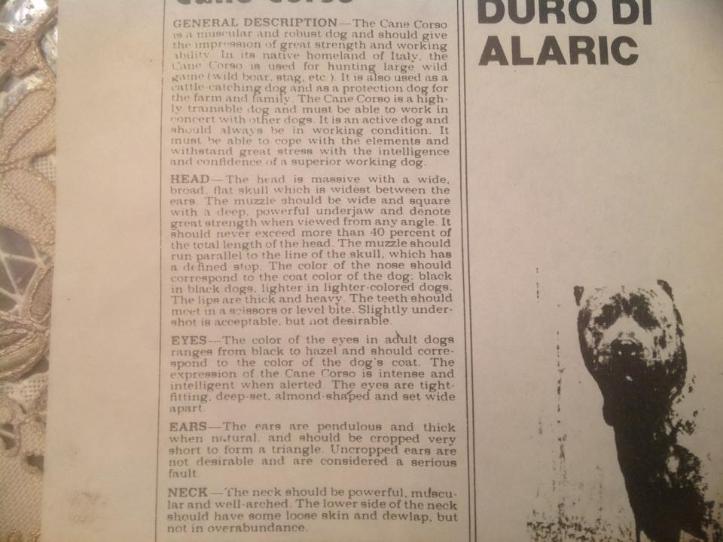 Cane Corso
GENERAL DESCRIPTION—The Cane Corso
is a muscular and robust dog and should give
the impression of great strength and working
ability. In its native homeland of Italy, the
Cane Corso is used for hunting large wild
game (wild boar, stag, etc.). It is also used as a
cattle-catching dog and as a protection dog for
the farm and family. The Cane Corso is a high-
ly trainable dog and must be able to work in
concert with other dogs. It is an active dog and
should always be in working condition. It
must be able to cope with the elements and
withstand great stress with the intelligence
and confidence of a superior working dog.
HEAD—The head is massive with a wide,
broad, flat skull which is widest between the
ears. The muzzle should be wide and square
with a deep, powerful underjaw and denote
great strength when viewed from any angle. It
should never exceed more than 40 percent of
the total length of the head. The muzzle should
run parallel to the line of the skull, which has
a defined stop. The color of the nose should
correspond to the coat color of the dog; black
in black dogs, lighter in lighter-colored dogs.
The lips are thick and heavy. The teeth should
meet in a scissors or level bite. Slightly under-
shot is acceptable, but not desirable.
EYES—The color of the eyes in adult dogs
ranges from black to hazel and should corre-
spond to the color of the dog's coat. The
expression of the Cane Corso is intense and
intelligent when alerted. The eyes are tight-
fitting, deep-set, almond-shaped and set wide
apart.
EARS—The ears are pendulous and thick
when natural, and should be cropped very
short to form a triangle. Uncropped ears are
not desirable and are considered a serious
fault.
NECK—The neck should be powerful, muscu-
lar and well-arched. The lower side of the neck
should have some loose skin and dewlap, but
not in overabundance.
DURO DI
ALARIC